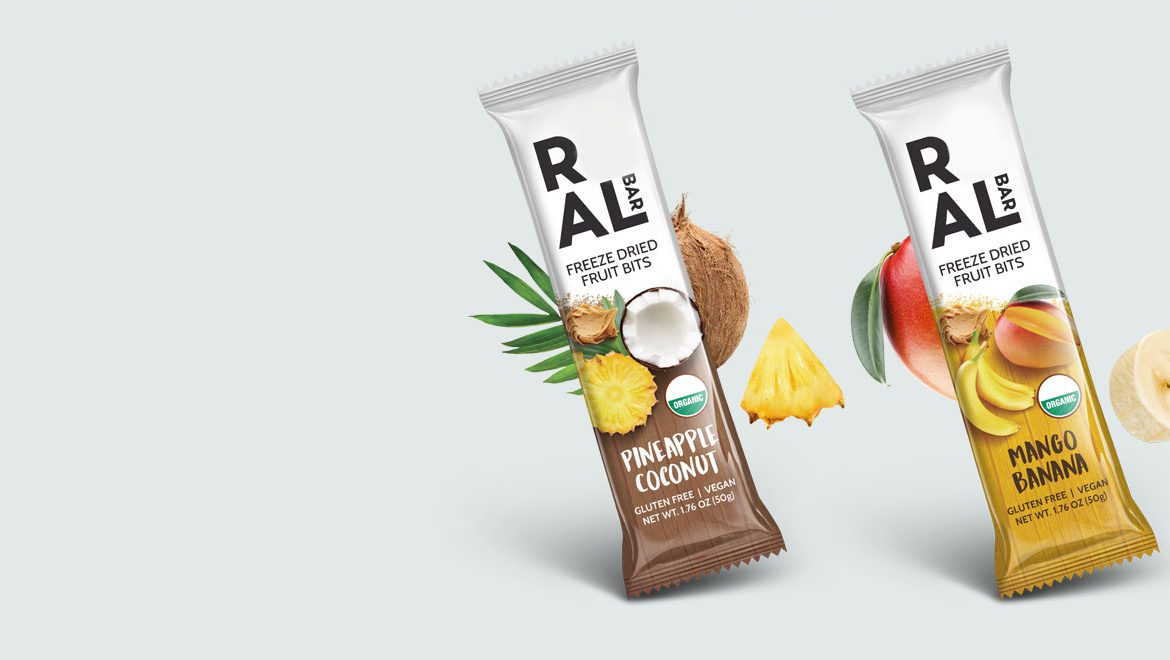 R
AL
BAR
FREEZE DRIED
FRUIT BITS
ORGANIC
PINEAPPLE
COCONUT
GLUTEN FREE | VEGAN
NET WT. 1.76 OZ (50g)
R
AL
BAR
FREEZE DRIED
FRUIT BITS
ORGANIC
MANGO
BANANA
GLUTEN FREE | VEGAN
NET WT. 1.76 OZ (50g)